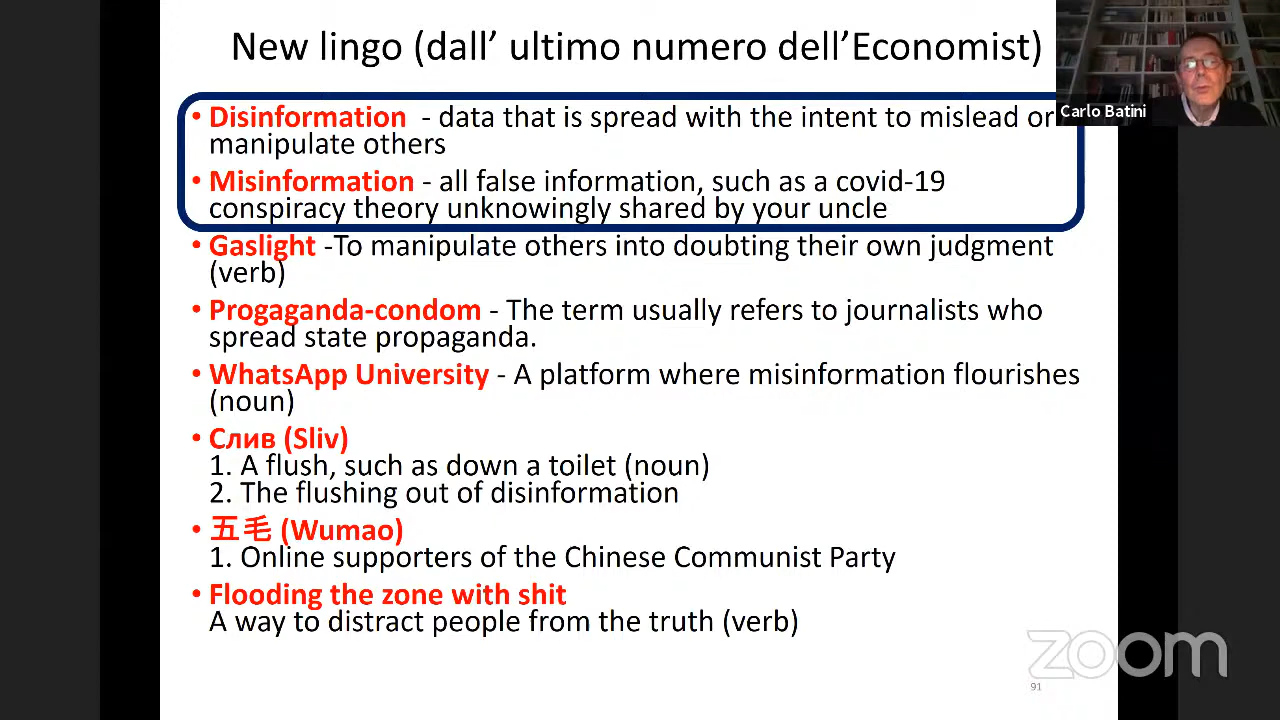 New lingo (dall’ ultimo numero dell’Economist)
Carlo Batini
• Disinformation - data that is spread with the intent to mislead or
manipulate others
• Misinformation - all false information, such as a covid-19
conspiracy theory unknowingly shared by your uncle
• Gaslight -To manipulate others into doubting their own judgment
(verb)
• Progaganda-condom - The term usually refers to journalists who
spread state propaganda.
• WhatsApp University - A platform where misinformation flourishes
(noun)
• Слив (Sliv)
1. A flush, such as down a toilet (noun)
2. The flushing out of disinformation
• 五毛 (Wumao)
1. Online supporters of the Chinese Communist Party
• Flooding the zone with shit
A way to distract people from the truth (verb)
zoom
91